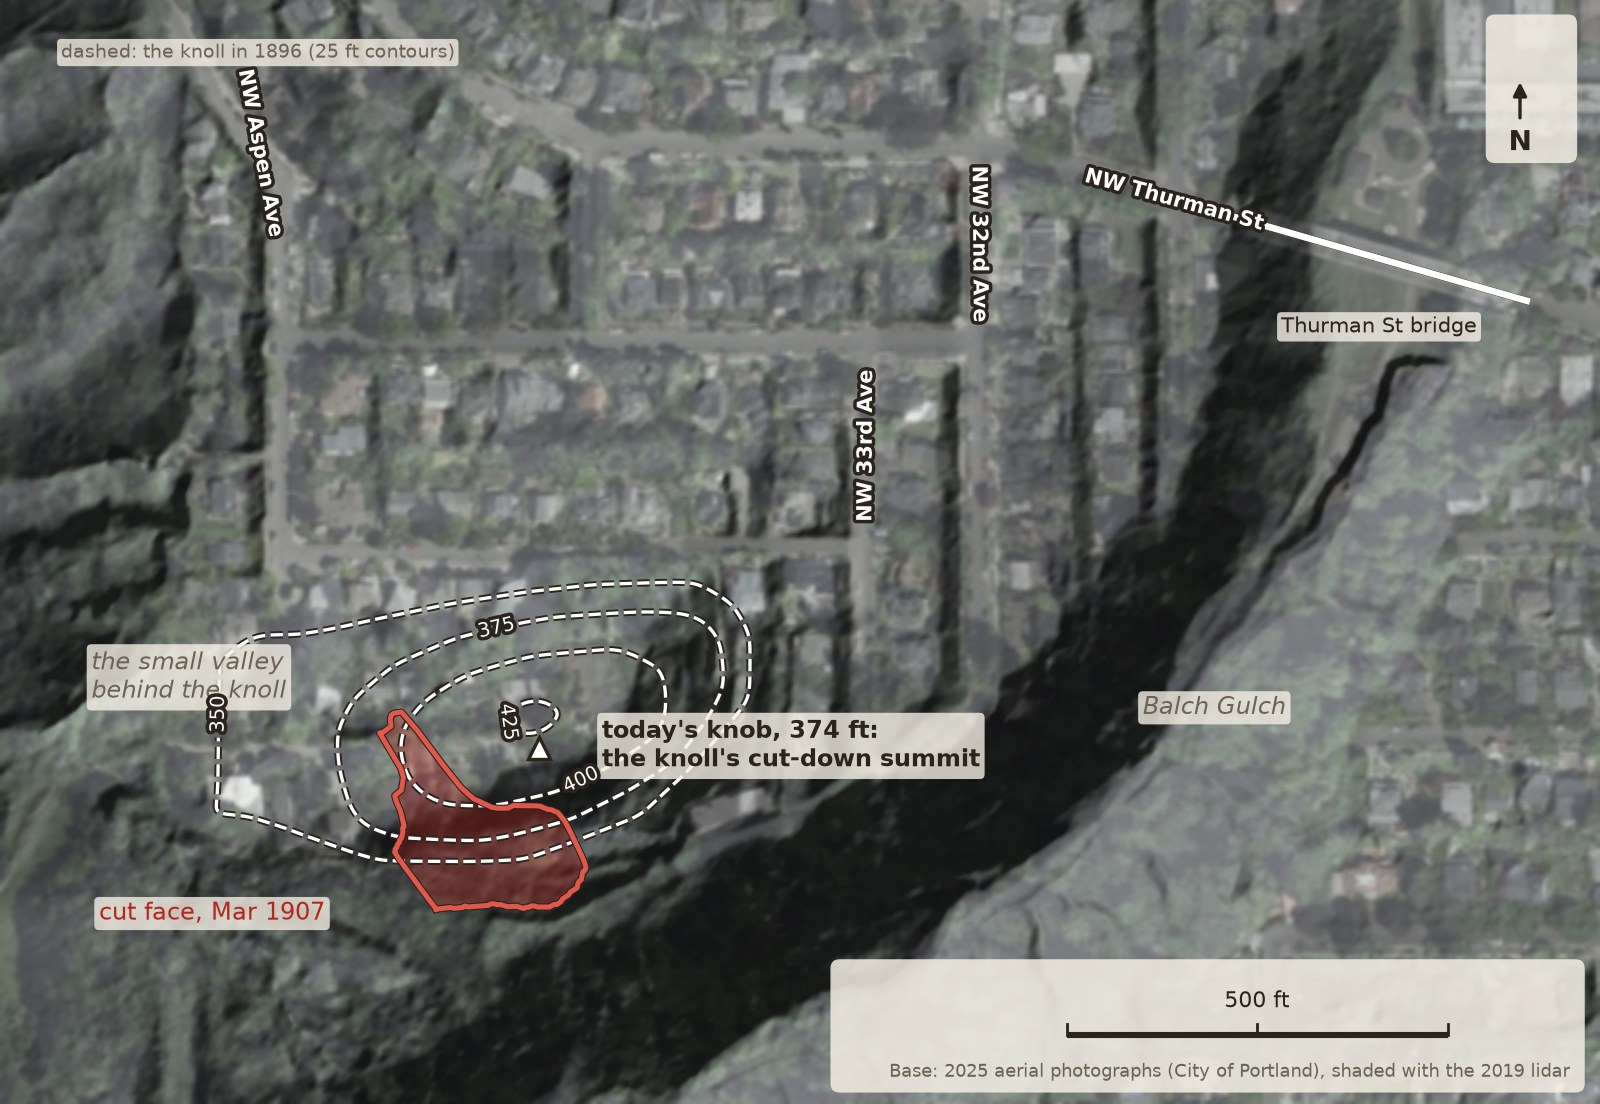 dashed: the knoll in 1896 (25 ft contours)
N
NW Aspen Ave
NW 32nd Ave
NW Thurman St
Thurman St bridge
NW 33rd Ave
375
the small valley
behind the knoll
350
425
400
today's knob, 374 ft:
the knoll's cut-down summit
Balch Gulch
cut face, Mar 1907
500 ft
Base: 2025 aerial photographs (City of Portland), shaded with the 2019 lidar